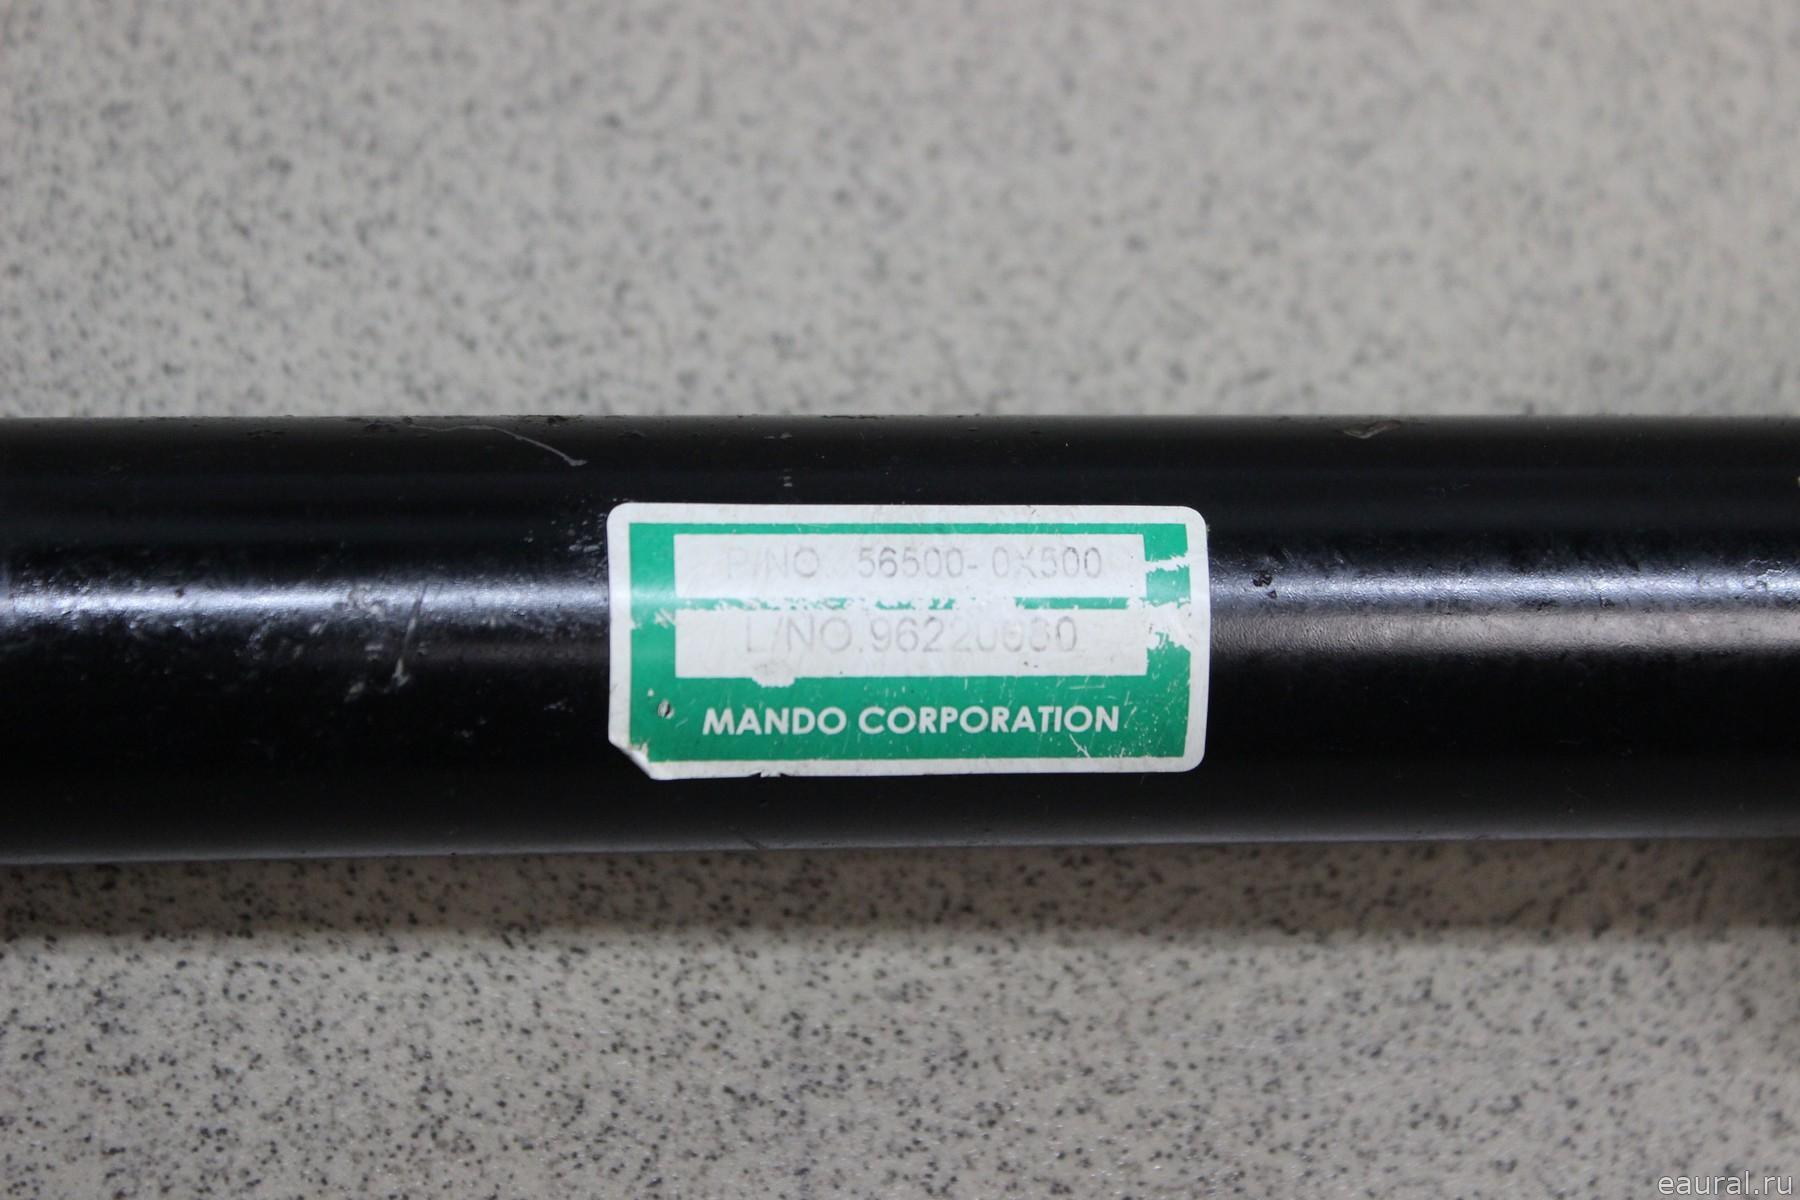 P/NO. 56500-0X500
L/NO.96220080
MANDO CORPORATION
eaural.ru